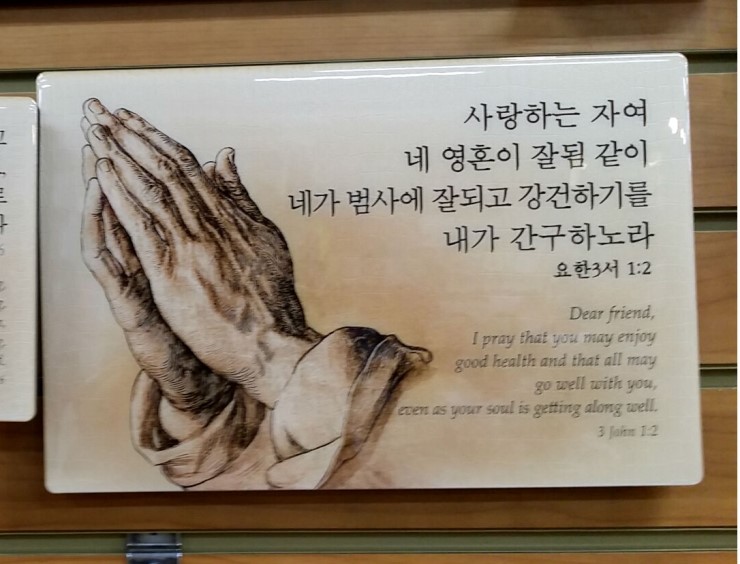 사랑하는 자여
네 영혼이 잘됨 같이
네가 범사에 잘되고 강건하기를
내가 간구하노라
요한3서 1:2
Dear friend,
I pray that you may enjoy
good health and that all may
go well with you,
even as your soul is getting along well.
3 John 1:2